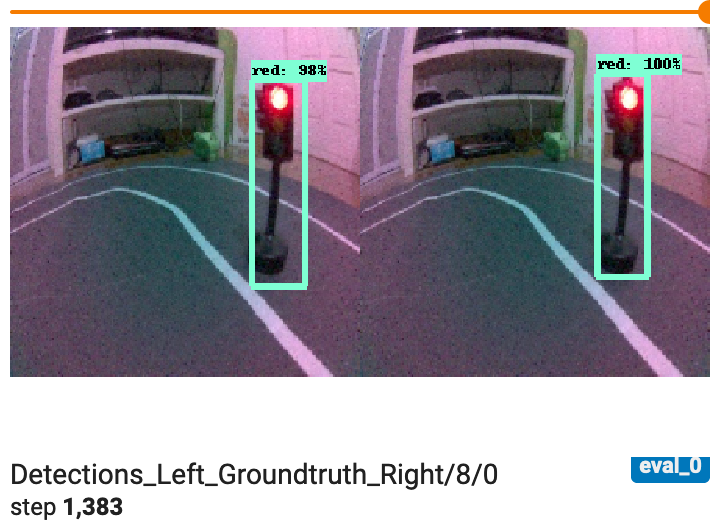 red: 98%
red: 100%
Detections_Left_Groundtruth_Right/8/0
eval_0
step 1,383